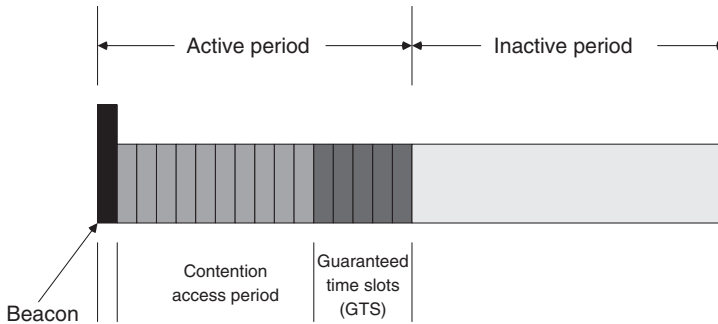 Active period
Inactive period
Contention
access period
Guaranteed
time slots
(GTS)
Beacon